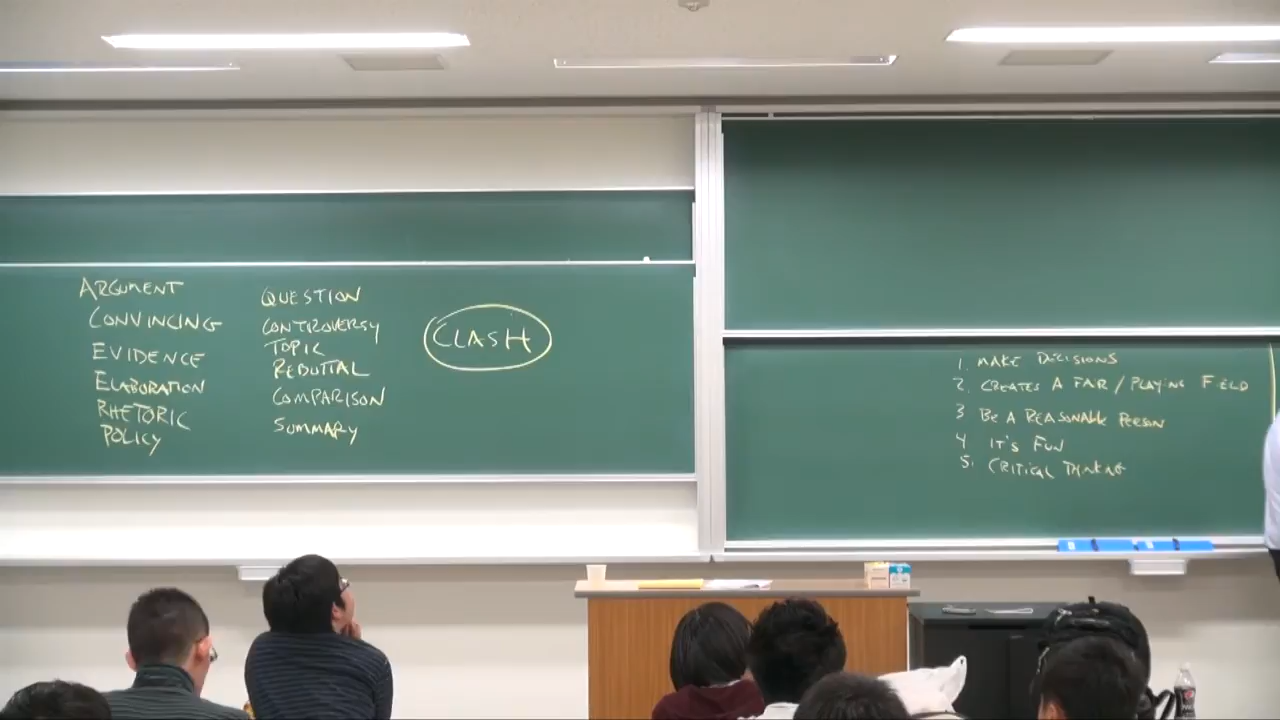 ARGUMENT
CONVINCING
EVIDENCE
ELABORATION
RHETORIC
POLICY
QUESTION
CONTROVERSY
TOPIC
REBUTTAL
COMPARISON
SUMMARY
CLASH
1. MAKE DECISIONS
2. CREATES A FAR / PLAYING FIELD
3 BE A REASONABLE PERSON
4 IT'S FUN
5. CRITICAL THINKING